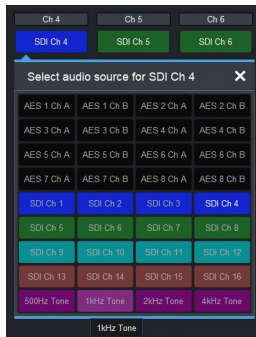 Ch 4 Ch 5 Ch 6
SDI Ch 4 SDI Ch 5 SDI Ch 6
Select audio source for SDI Ch 4 ✕
AES 1 Ch A AES 1 Ch B AES 2 Ch A AES 2 Ch B
AES 3 Ch A AES 3 Ch B AES 4 Ch A AES 4 Ch B
AES 5 Ch A AES 5 Ch B AES 6 Ch A AES 6 Ch B
AES 7 Ch A AES 7 Ch B AES 8 Ch A AES 8 Ch B
SDI Ch 1 SDI Ch 2 SDI Ch 3 SDI Ch 4
SDI Ch 5 SDI Ch 6 SDI Ch 7 SDI Ch 8
SDI Ch 9 SDI Ch 10 SDI Ch 11 SDI Ch 12
SDI Ch 13 SDI Ch 14 SDI Ch 15 SDI Ch 16
500Hz Tone 1kHz Tone 2kHz Tone 4kHz Tone
1kHz Tone